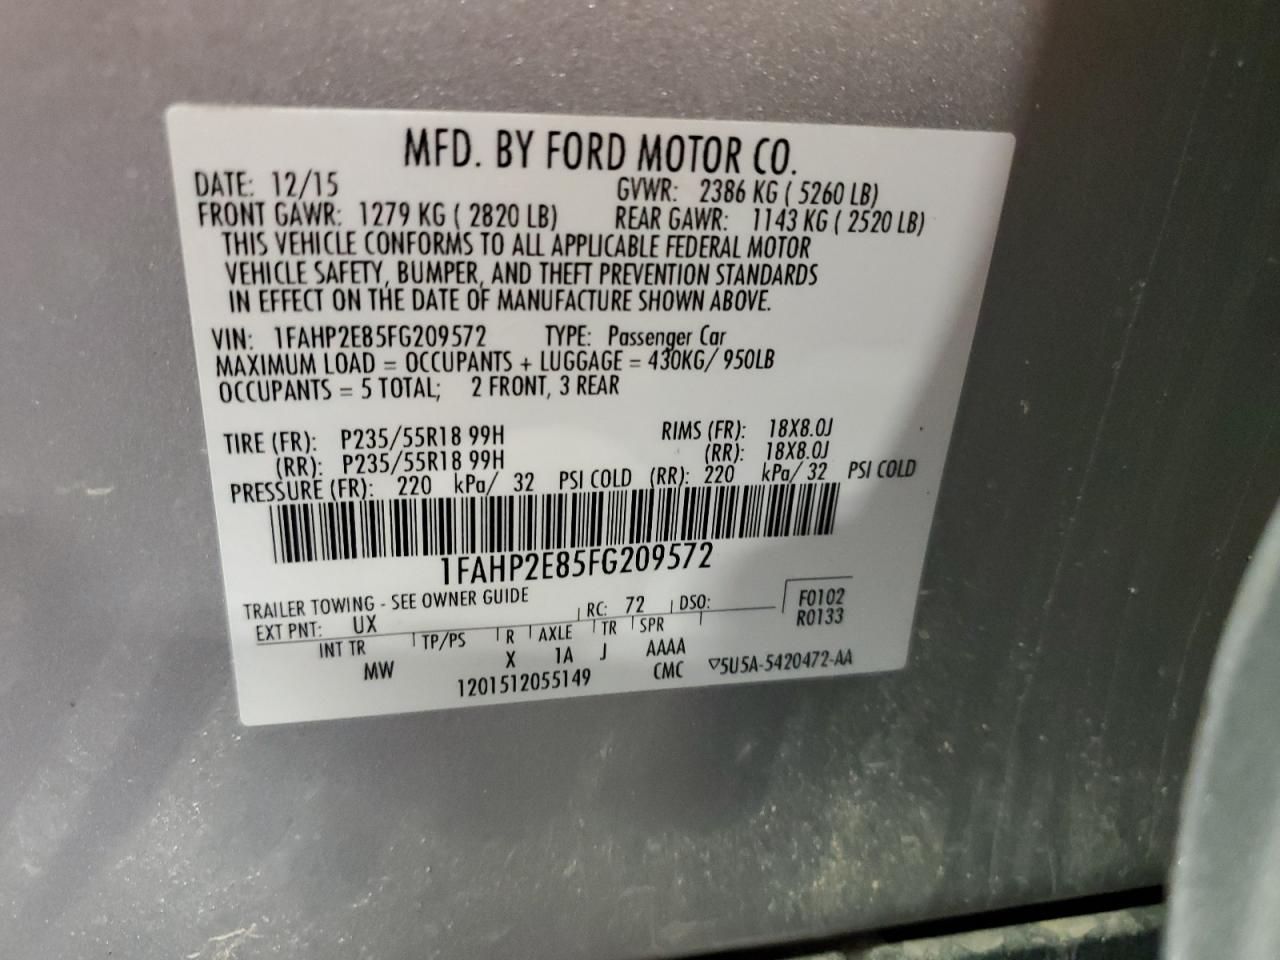 MFD. BY FORD MOTOR CO.
DATE: 12/15 GVWR: 2386 KG ( 5260 LB)
FRONT GAWR: 1279 KG ( 2820 LB) REAR GAWR: 1143 KG ( 2520 LB)
THIS VEHICLE CONFORMS TO ALL APPLICABLE FEDERAL MOTOR
VEHICLE SAFETY, BUMPER, AND THEFT PREVENTION STANDARDS
IN EFFECT ON THE DATE OF MANUFACTURE SHOWN ABOVE.
VIN: 1FAHP2E85FG209572 TYPE: Passenger Car
MAXIMUM LOAD = OCCUPANTS + LUGGAGE = 430KG/ 950LB
OCCUPANTS = 5 TOTAL; 2 FRONT, 3 REAR
TIRE (FR): P235/55R18 99H RIMS (FR): 18X8.0J
(RR): P235/55R18 99H (RR): 18X8.0J
PRESSURE (FR): 220 kPa/ 32 PSI COLD (RR): 220 kPa/ 32 PSI COLD
1FAHP2E85FG209572
TRAILER TOWING - SEE OWNER GUIDE
EXT PNT: UX RC: 72 DSO: F0102
R0133
INT TR TP/PS R AXLE TR SPR
MW X 1A J AAAA
1201512055149 CMC ▽5U5A-5420472-AA